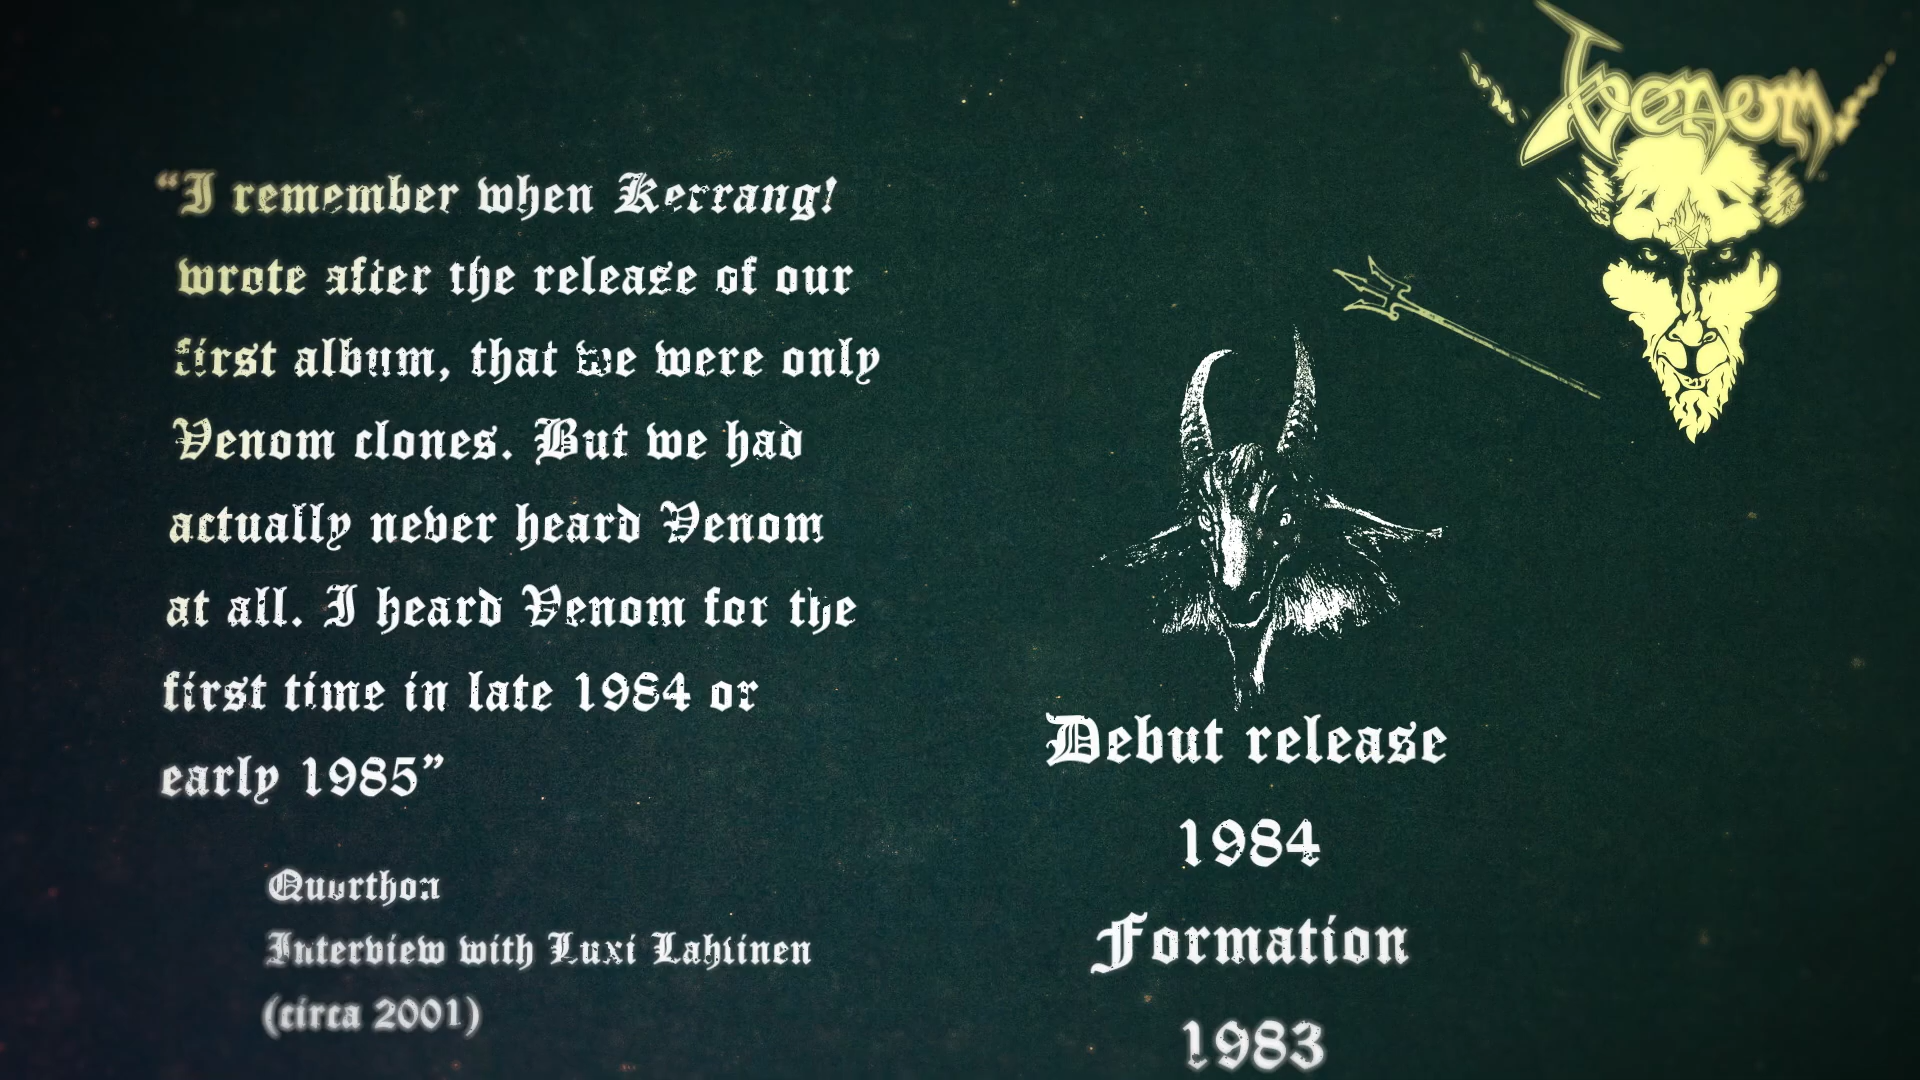 “I remember when Kerrang!
wrote after the release of our
first album, that we were only
Venom clones. But we had
actually never heard Venom
at all. I heard Venom for the
first time in late 1984 or
early 1985”
Quorthon
Interview with Luxi Lahtinen
(circa 2001)
Venom
Debut release
1984
Formation
1983